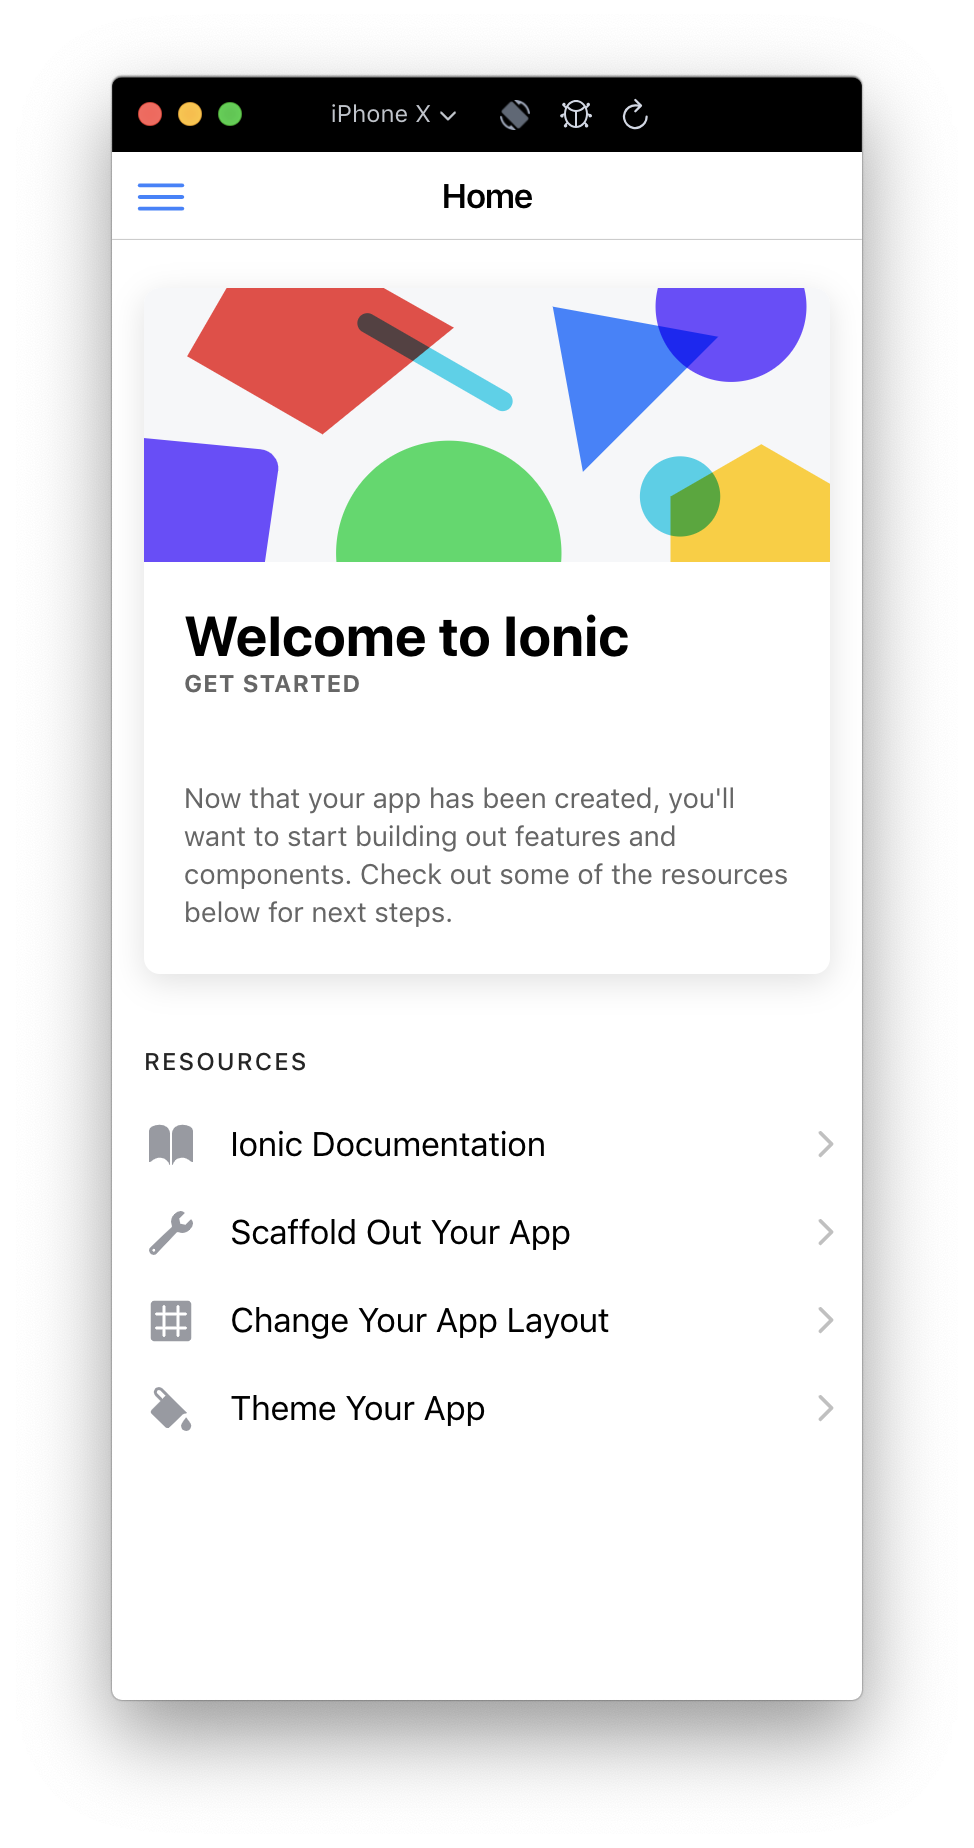 iPhone X
Home
Welcome to Ionic
GET STARTED
Now that your app has been created, you'll
want to start building out features and
components. Check out some of the resources
below for next steps.
RESOURCES
Ionic Documentation
Scaffold Out Your App
Change Your App Layout
Theme Your App